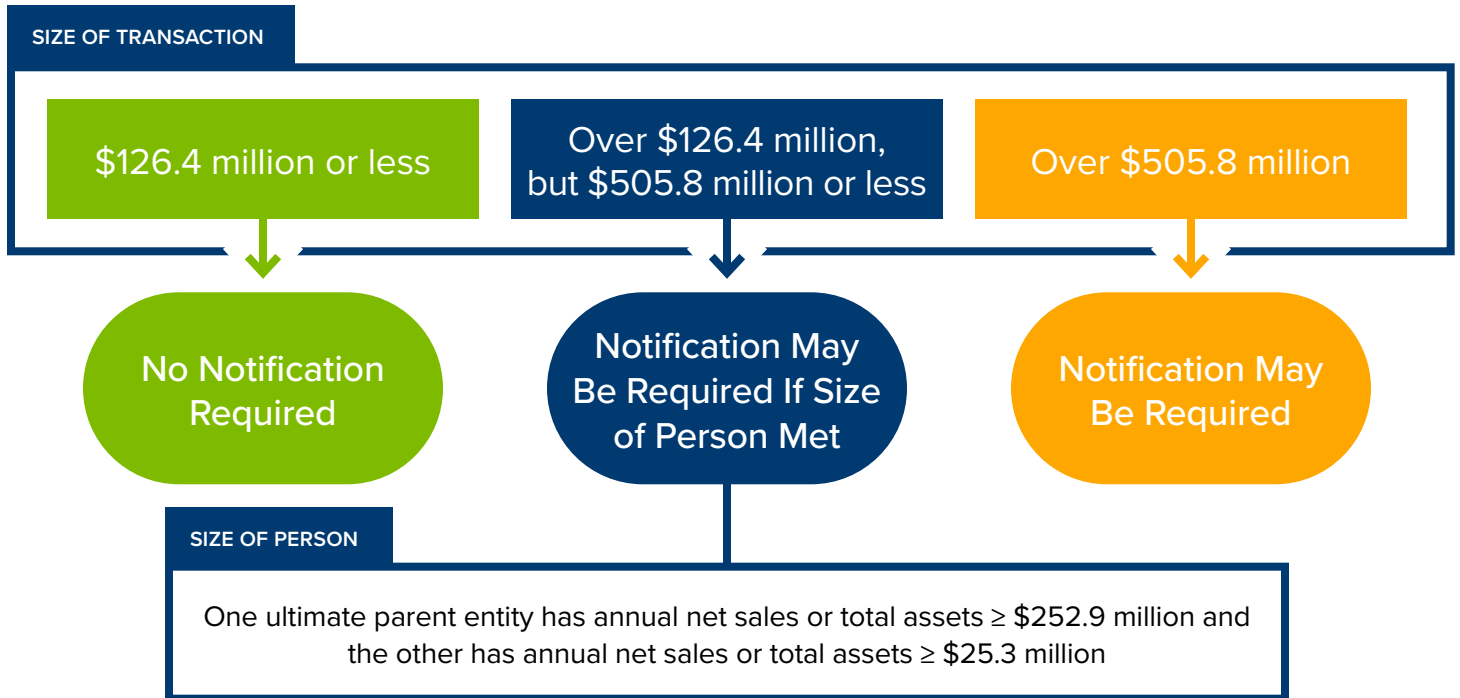 SIZE OF TRANSACTION
$126.4 million or less
Over $126.4 million,
but $505.8 million or less
Over $505.8 million
No Notification
Required
Notification May
Be Required If Size
of Person Met
Notification May
Be Required
SIZE OF PERSON
One ultimate parent entity has annual net sales or total assets ≥ $252.9 million and
the other has annual net sales or total assets ≥ $25.3 million